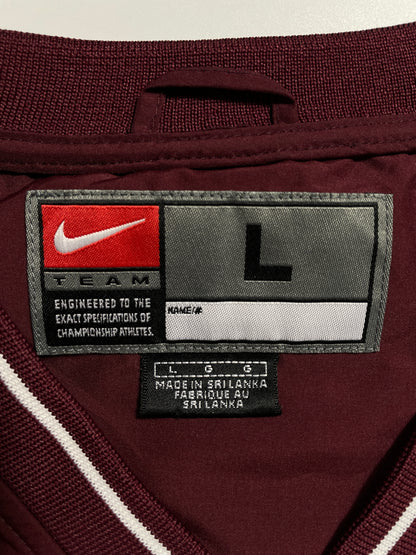 TEAM
ENGINEERED TO THE
EXACT SPECIFICATIONS OF
CHAMPIONSHIP ATHLETES.
L
NAME/#
L G G
MADE IN SRI LANKA
FABRIQUE AU
SRI LANKA